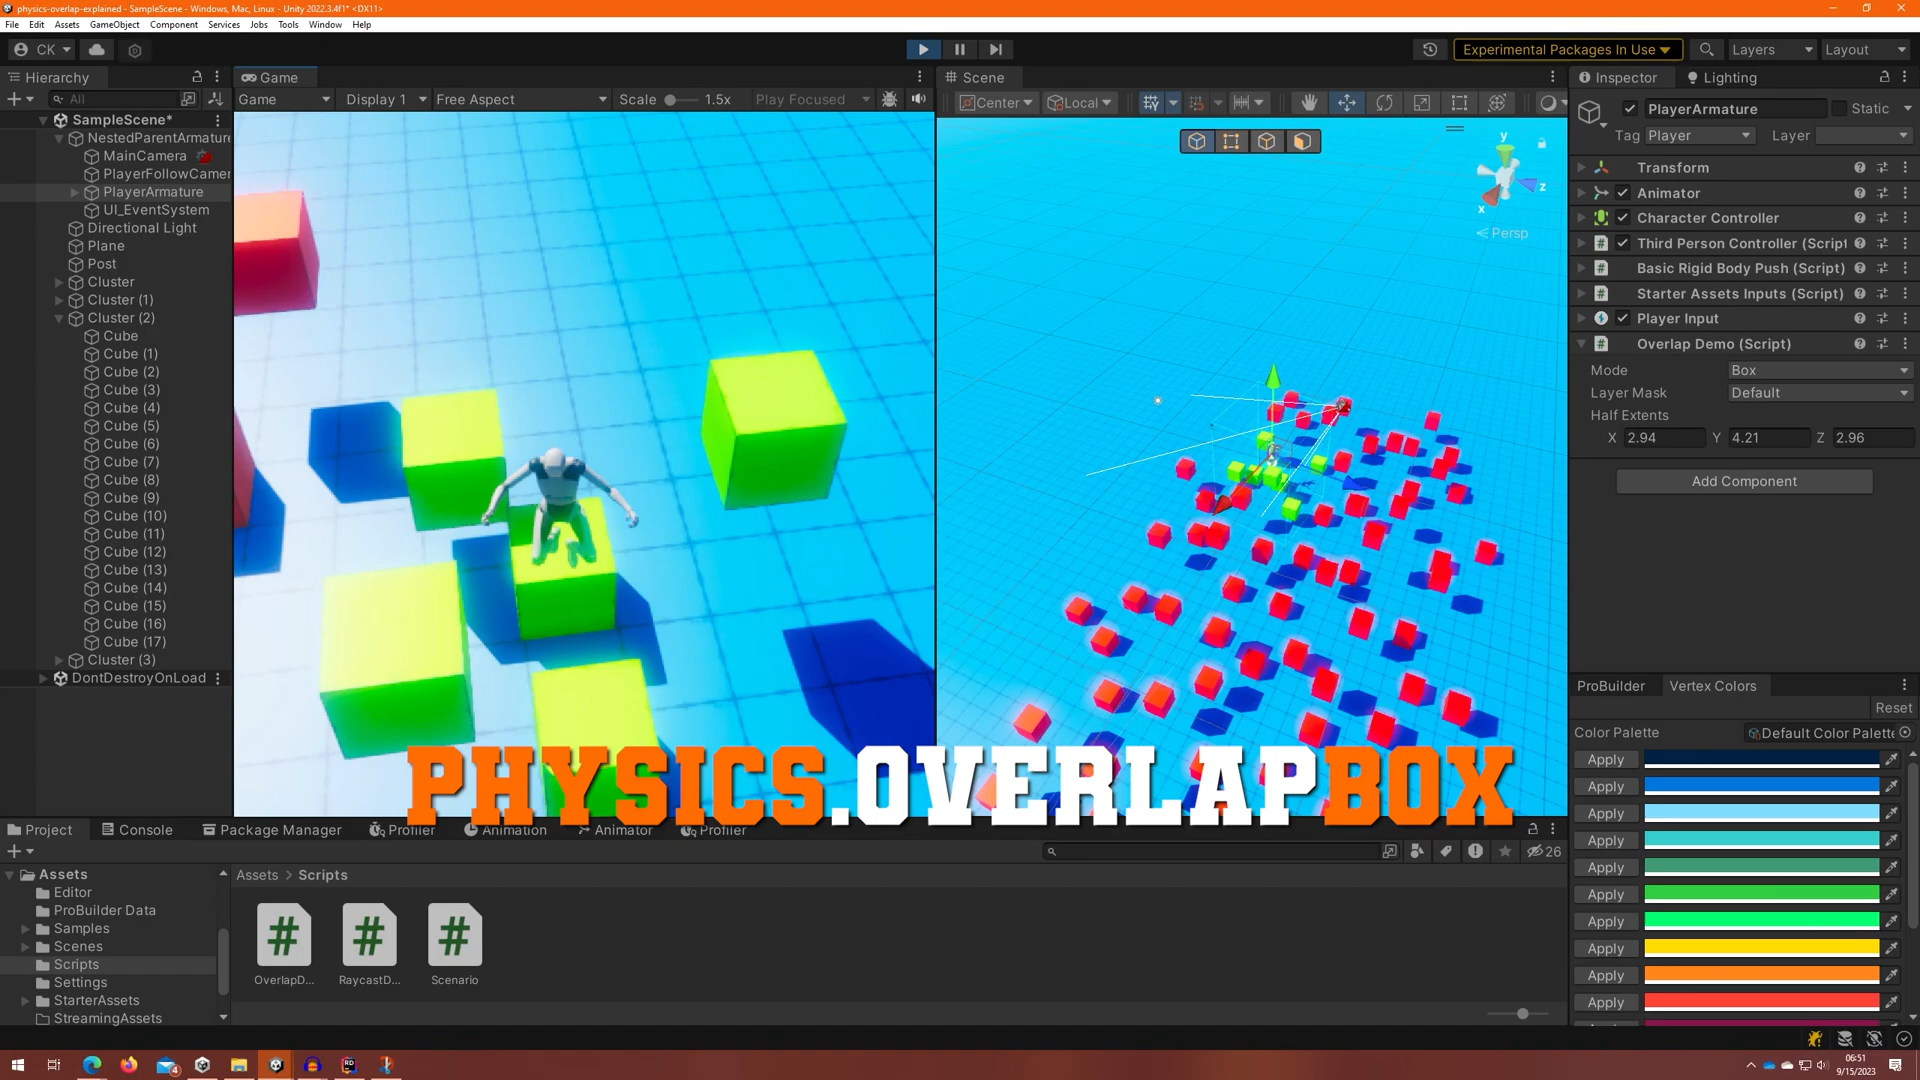 physics-overlap-explained - SampleScene - Windows, Mac, Linux - Unity 2022.3.4f1* <DX11>
File Edit Assets GameObject Component Services Jobs Tools Window Help
CK
Experimental Packages In Use
Layers
Layout
Hierarchy
All
SampleScene*
NestedParentArmature
MainCamera
PlayerFollowCamer
PlayerArmature
UI_EventSystem
Directional Light
Plane
Post
Cluster
Cluster (1)
Cluster (2)
Cube
Cube (1)
Cube (2)
Cube (3)
Cube (4)
Cube (5)
Cube (6)
Cube (7)
Cube (8)
Cube (9)
Cube (10)
Cube (11)
Cube (12)
Cube (13)
Cube (14)
Cube (15)
Cube (16)
Cube (17)
Cluster (3)
DontDestroyOnLoad
Game
Game Display 1 Free Aspect Scale 1.5x Play Focused
Scene
Center Local
y
z
x
Persp
PHYSICS.OVERLAPBOX
Inspector Lighting
PlayerArmature Static
Tag Player Layer
Transform
Animator
Character Controller
Third Person Controller (Script
Basic Rigid Body Push (Script)
Starter Assets Inputs (Script)
Player Input
Overlap Demo (Script)
Mode Box
Layer Mask Default
Half Extents
X 2.94 Y 4.21 Z 2.96
Add Component
ProBuilder Vertex Colors
Reset
Color Palette Default Color Palette
Apply
Apply
Apply
Apply
Apply
Apply
Apply
Apply
Apply
Apply
Project Console Package Manager Profiler Animation Animator Profiler
26
Assets
Editor
ProBuilder Data
Samples
Scenes
Scripts
Settings
StarterAssets
StreamingAssets
Assets > Scripts
OverlapD...
RaycastD...
Scenario
4
RD
06:51
9/15/2023